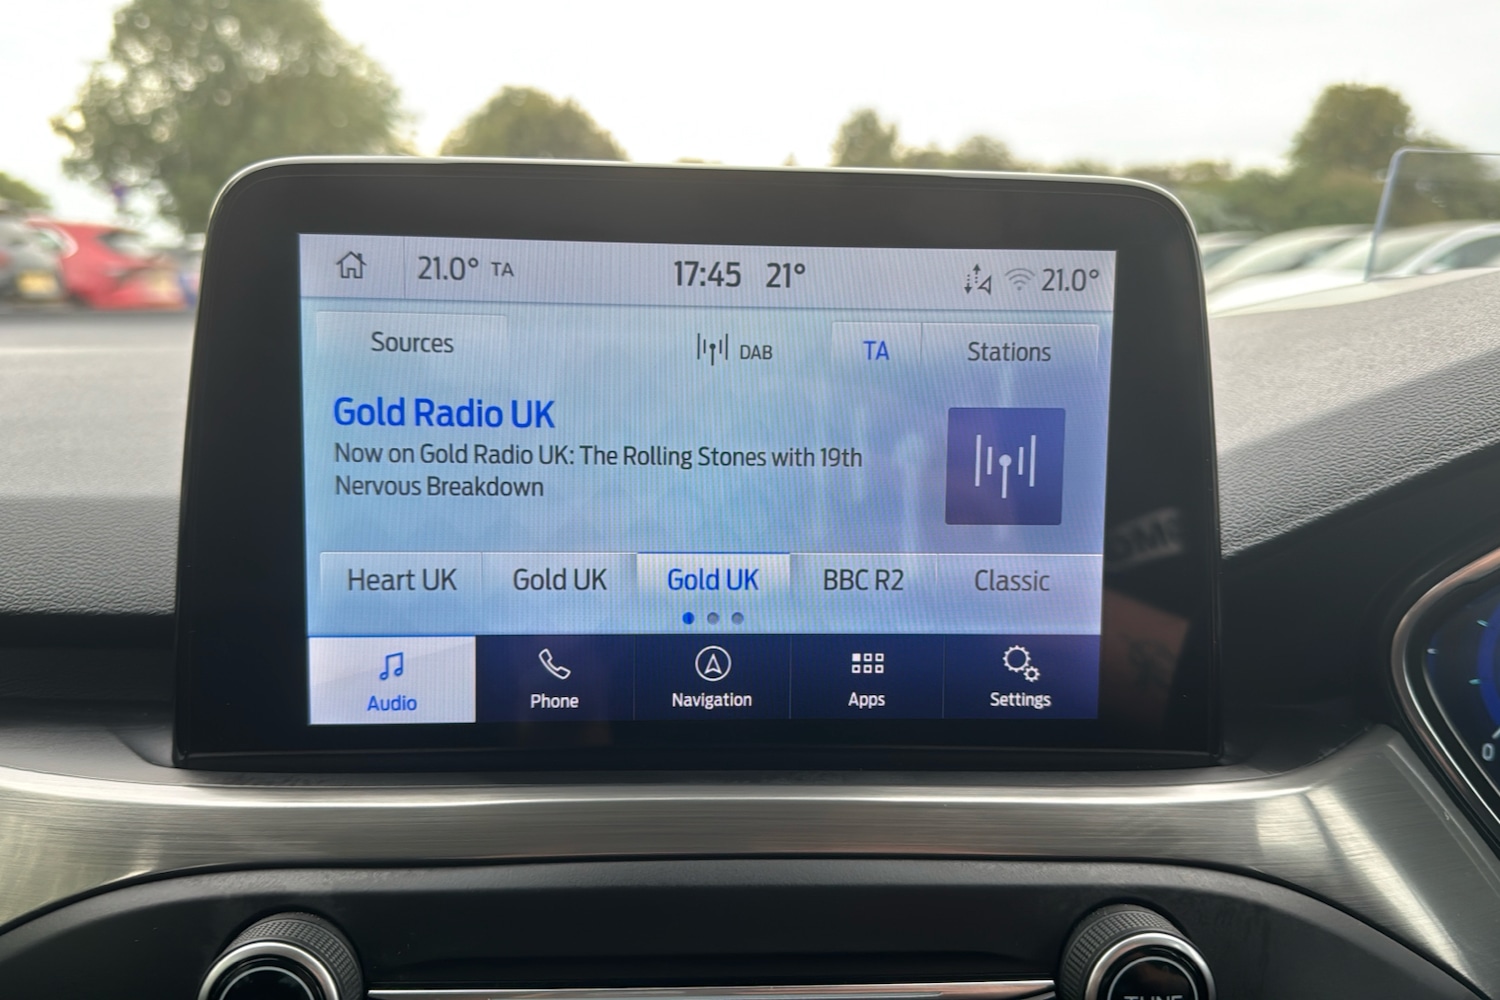 21.0° TA 17:45 21° 21.0°
Sources DAB TA Stations
Gold Radio UK
Now on Gold Radio UK: The Rolling Stones with 19th
Nervous Breakdown
Heart UK Gold UK Gold UK BBC R2 Classic
Audio Phone Navigation Apps Settings
0
TUNE